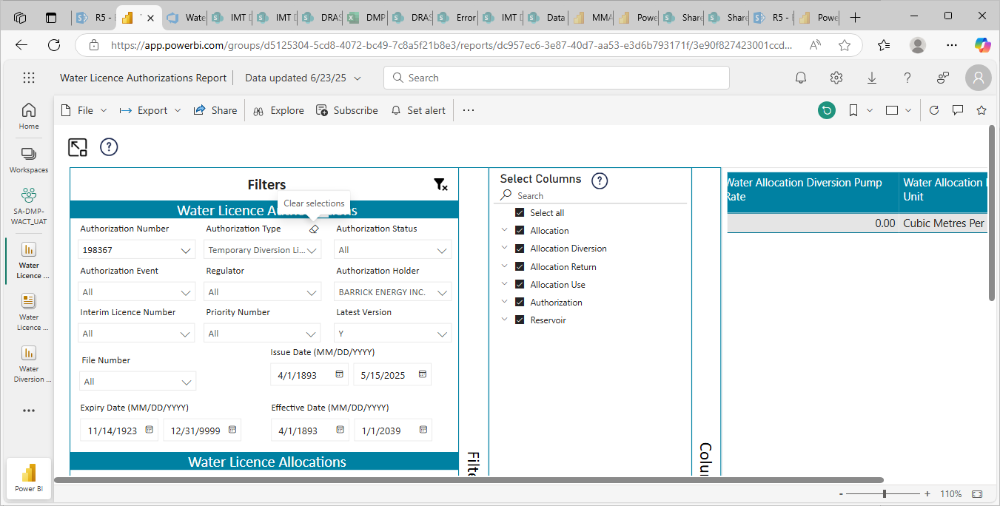 R5 -
Wate
IMT D
IMT D
DRAS
DMP
DRAS
Error
IMT D
Data
MMA
Powe
Share
Share
R5 -
Powe
https://app.powerbi.com/groups/d5125304-5cd8-4072-bc49-7c8a5f21b8e3/reports/dc957ec6-3e87-40d7-aa53-e3d6b793171f/3e90f827423001ccd...
Water Licence Authorizations Report
Data updated 6/23/25
Search
File
Export
Share
Explore
Subscribe
Set alert
Home
Workspaces
SA-DMP-
WACT_UAT
Water
Licence ...
Water
Licence ...
Water
Diversion ...
Power BI
Filters
Clear selections
Water Licence Au
ons
Authorization Number
Authorization Type
Authorization Status
198367
Temporary Diversion Li...
All
Authorization Event
Regulator
Authorization Holder
All
All
BARRICK ENERGY INC.
Interim Licence Number
Priority Number
Latest Version
All
All
Y
File Number
Issue Date (MM/DD/YYYY)
All
4/1/1893
5/15/2025
Expiry Date (MM/DD/YYYY)
Effective Date (MM/DD/YYYY)
11/14/1923
12/31/9999
4/1/1893
1/1/2039
Water Licence Allocations
Filte
Select Columns
?
Search
Select all
Allocation
Allocation Diversion
Allocation Return
Allocation Use
Authorization
Reservoir
Colun
Water Allocation Diversion Pump
Rate
Water Allocation
Unit
0.00
Cubic Metres Per
- + 110%